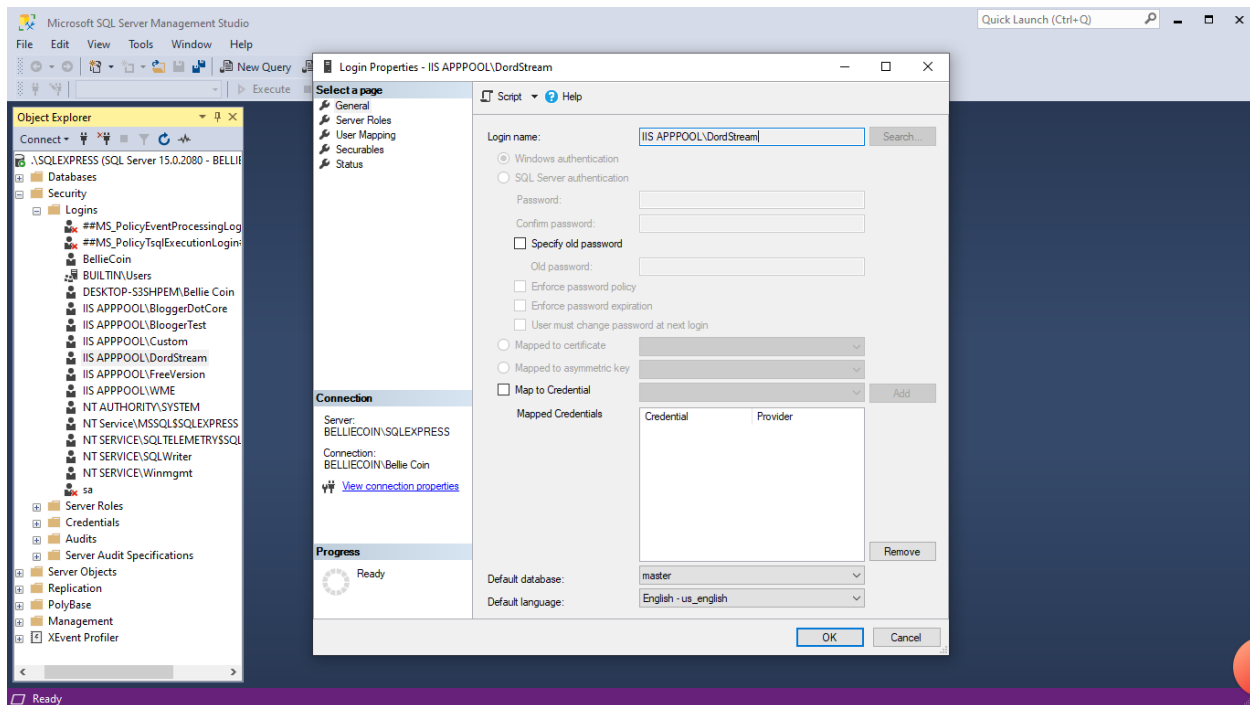 Microsoft SQL Server Management Studio
Quick Launch (Ctrl+Q)
File Edit View Tools Window Help
New Query
Execute
Object Explorer
Connect
.\SQLEXPRESS (SQL Server 15.0.2080 - BELLIE
Databases
Security
Logins
##MS_PolicyEventProcessingLog
##MS_PolicyTsqlExecutionLogin
BellieCoin
BUILTIN\Users
DESKTOP-S3SHPEM\Bellie Coin
IIS APPPOOL\BloggerDotCore
IIS APPPOOL\BloogerTest
IIS APPPOOL\Custom
IIS APPPOOL\DordStream
IIS APPPOOL\FreeVersion
IIS APPPOOL\WME
NT AUTHORITY\SYSTEM
NT Service\MSSQL$SQLEXPRESS
NT SERVICE\SQLTELEMETRY$SQL
NT SERVICE\SQLWriter
NT SERVICE\Winmgmt
sa
Server Roles
Credentials
Audits
Server Audit Specifications
Server Objects
Replication
PolyBase
Management
XEvent Profiler
Ready
Login Properties - IIS APPPOOL\DordStream
Select a page
General
Server Roles
User Mapping
Securables
Status
Connection
Server:
BELLIECOIN\SQLEXPRESS
Connection:
BELLIECOIN\Bellie Coin
View connection properties
Progress
Ready
Script Help
Login name: IIS APPPOOL\DordStream Search...
Windows authentication
SQL Server authentication
Password:
Confirm password:
Specify old password
Old password:
Enforce password policy
Enforce password expiration
User must change password at next login
Mapped to certificate
Mapped to asymmetric key
Map to Credential Add
Mapped Credentials Credential Provider
Remove
Default database: master
Default language: English - us_english
OK Cancel